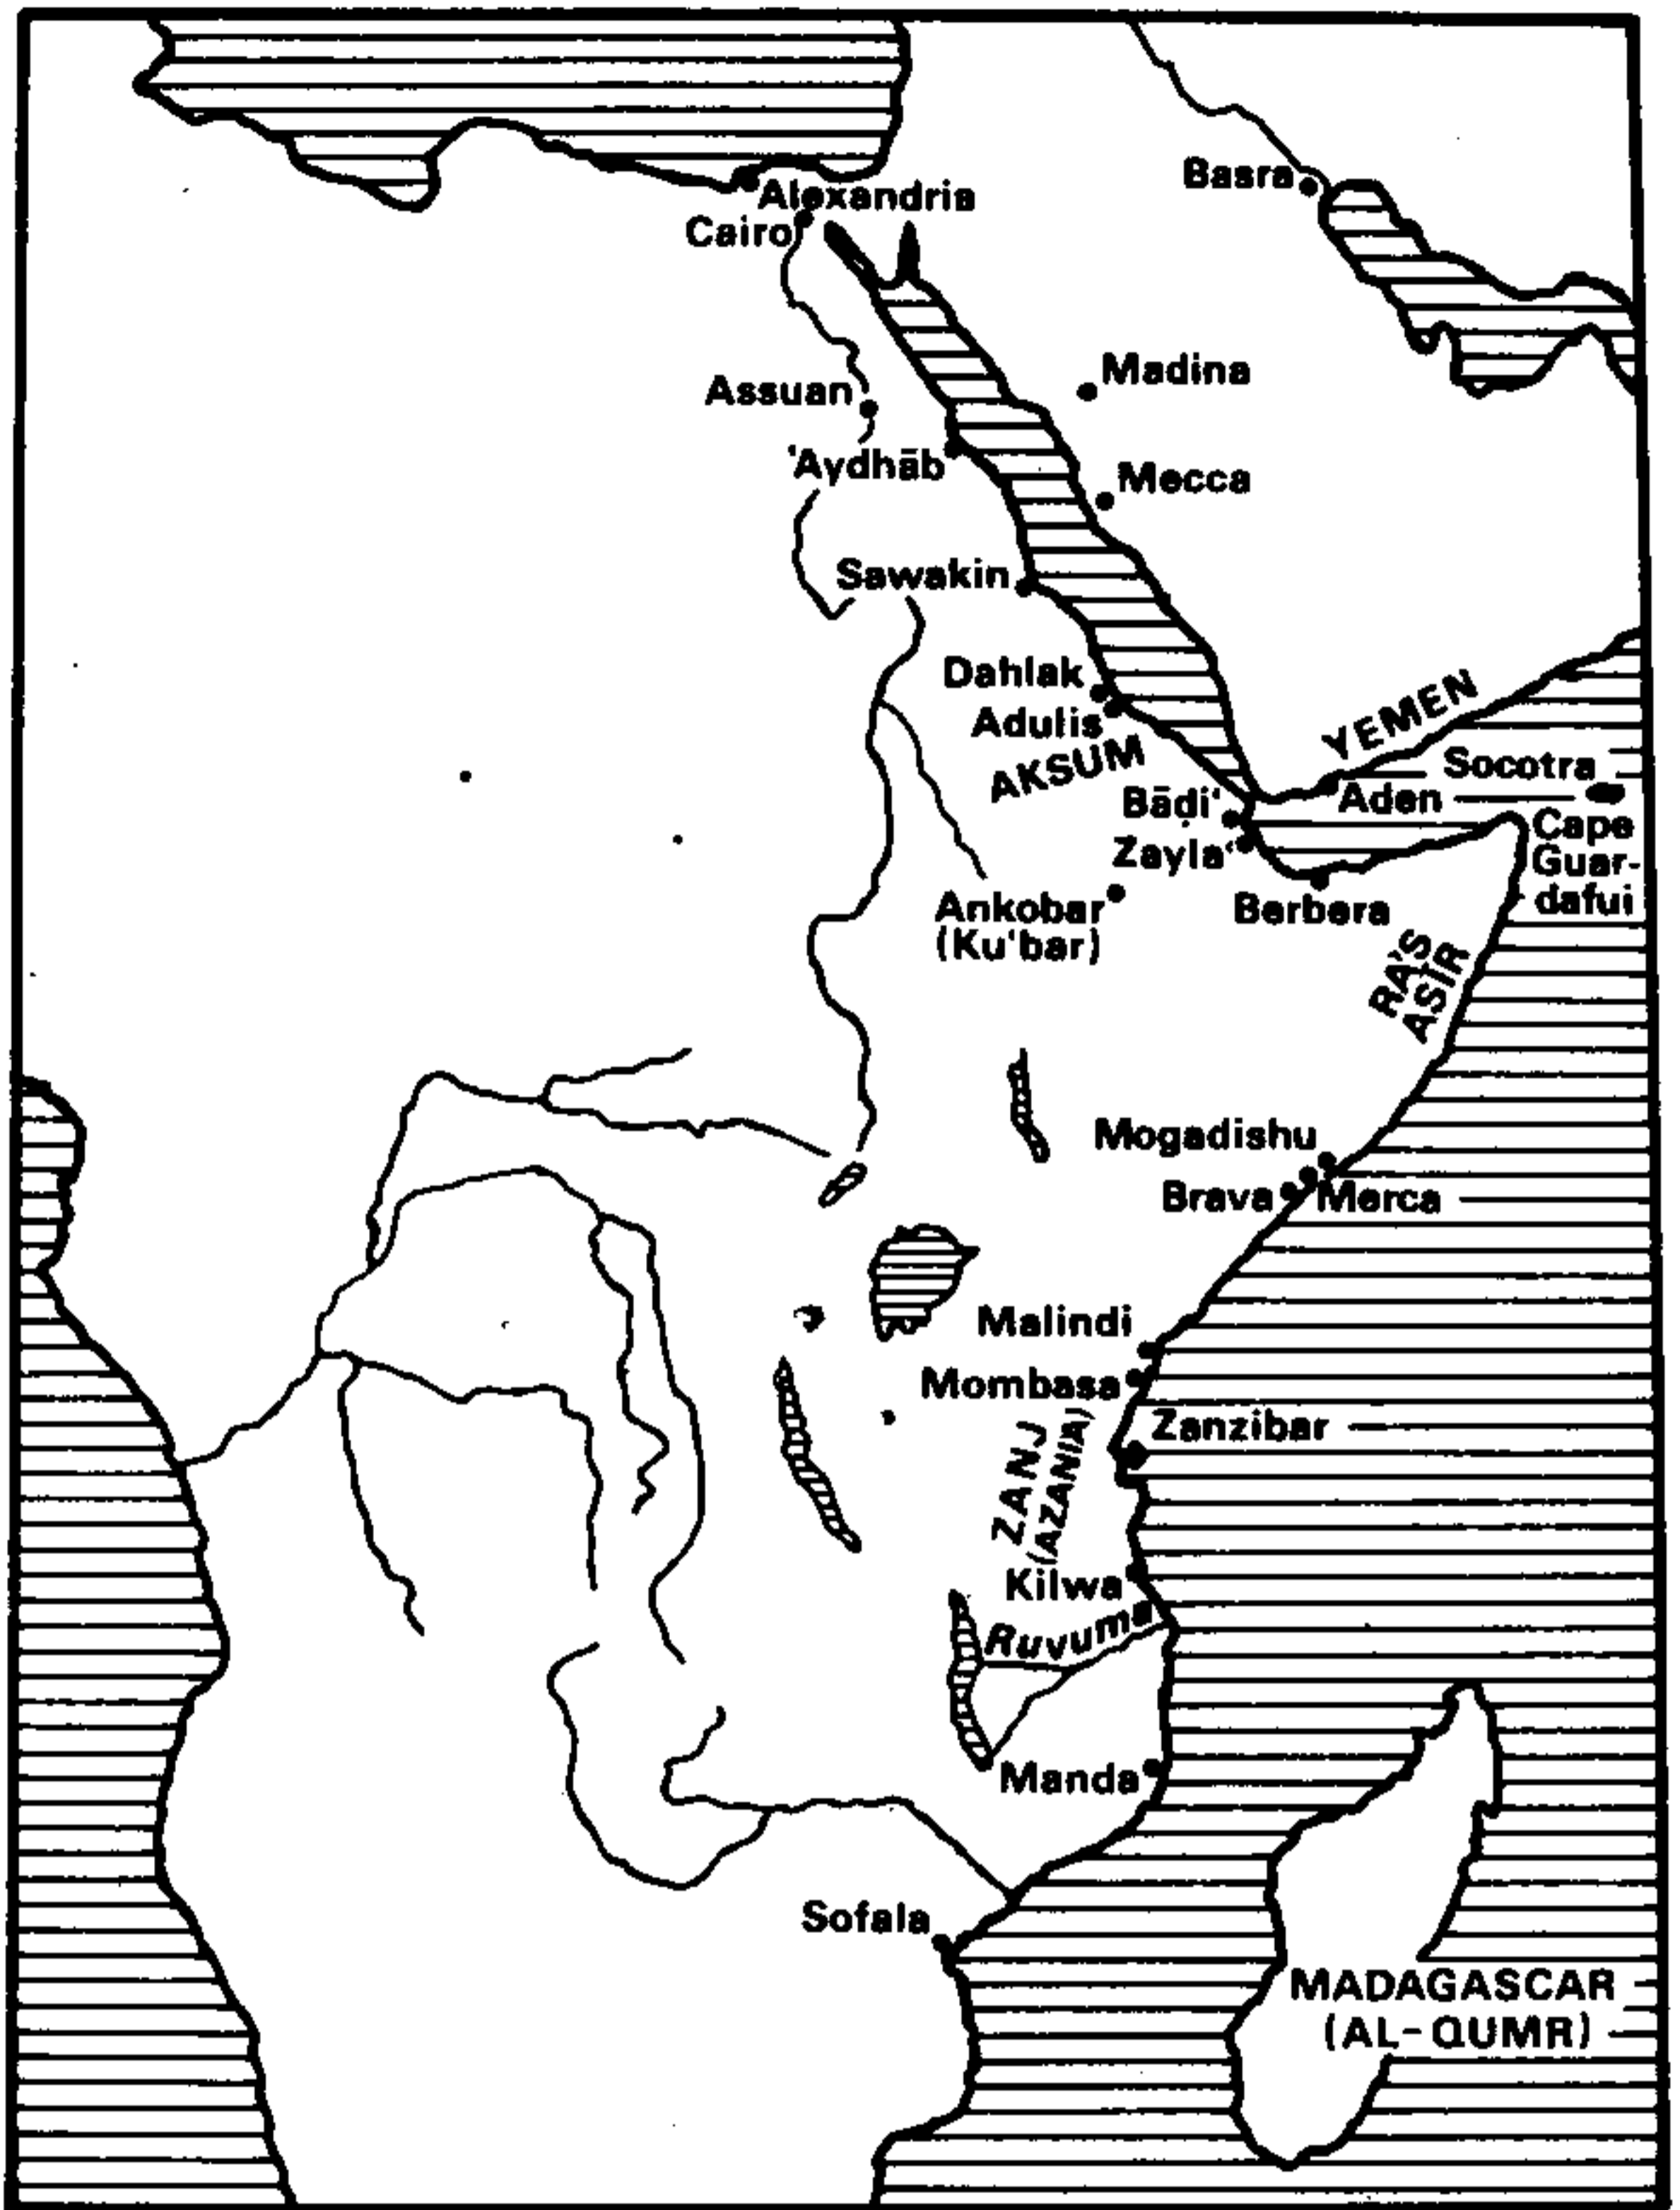 Basra
Alexandria
Cairo
Madina
Assuan
'Aydhāb
Mecca
Sawakin
Dahlak
YEMEN
Adulis
AKSUM
Socotra
Bāḍi'
Aden
Cape
Guar-
dafui
Zayla'
Ankobar
(Ku'bar)
Berbera
RA'S
ASĪR
Mogadishu
Brava
Merca
Malindi
Mombasa
Zanzibar
ZANJ
(AZANIA)
Kilwa
Ruvuma
Manda
Sofala
MADAGASCAR
(AL-QUMR)